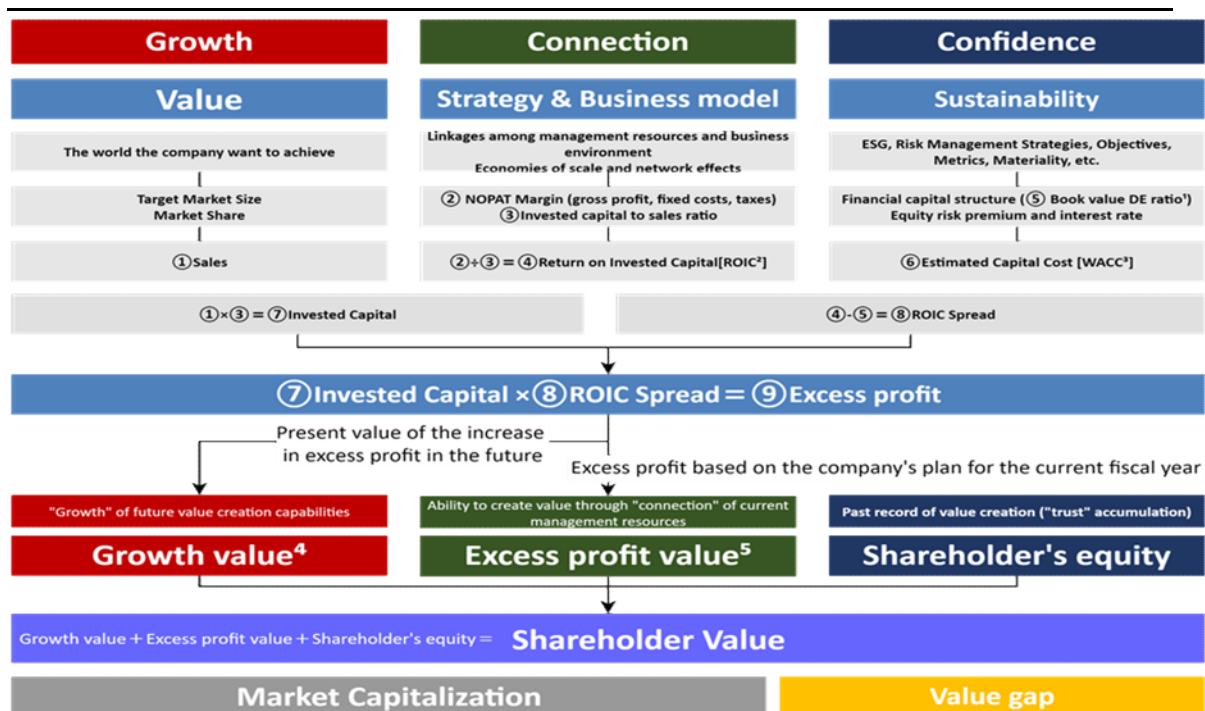 Growth
Connection
Confidence
Value
Strategy & Business model
Sustainability
The world the company want to achieve
Linkages among management resources and business
environment
Economies of scale and network effects
ESG, Risk Management Strategies, Objectives,
Metrics, Materiality, etc.
Target Market Size
Market Share
② NOPAT Margin (gross profit, fixed costs, taxes)
③Invested capital to sales ratio
Financial capital structure (⑤ Book value DE ratio¹)
Equity risk premium and interest rate
①Sales
②÷③ = ④Return on Invested Capital[ROIC²]
⑥Estimated Capital Cost [WACC³]
①×③ = ⑦Invested Capital
④-⑤ = ⑧ROIC Spread
⑦Invested Capital ×⑧ROIC Spread = ⑨Excess profit
Present value of the increase
in excess profit in the future
Excess profit based on the company's plan for the current fiscal year
"Growth" of future value creation capabilities
Ability to create value through "connection" of current
management resources
Past record of value creation ("trust" accumulation)
Growth value⁴
Excess profit value⁵
Shareholder's equity
Growth value + Excess profit value + Shareholder's equity = Shareholder Value
Market Capitalization
Value gap